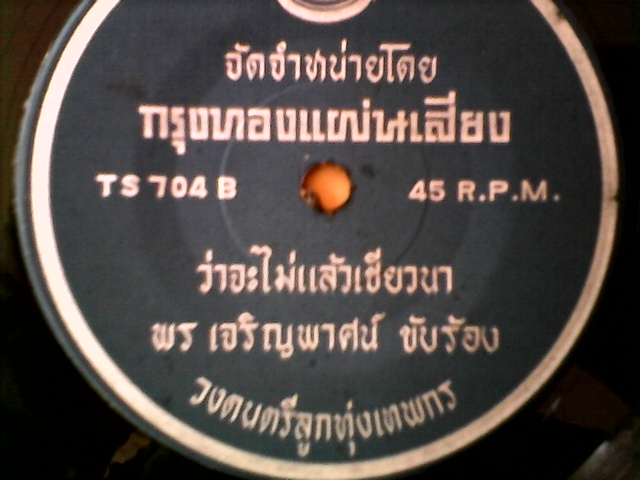 จัดจำหน่ายโดย
กรุงทองแผ่นเสียง
TS 704 B
45 R.P.M.
ว่าจะไม่แล้วเชียวนา
พร เจริญพาศน์ ขับร้อง
วงดนตรีลูกทุ่งเทพกร